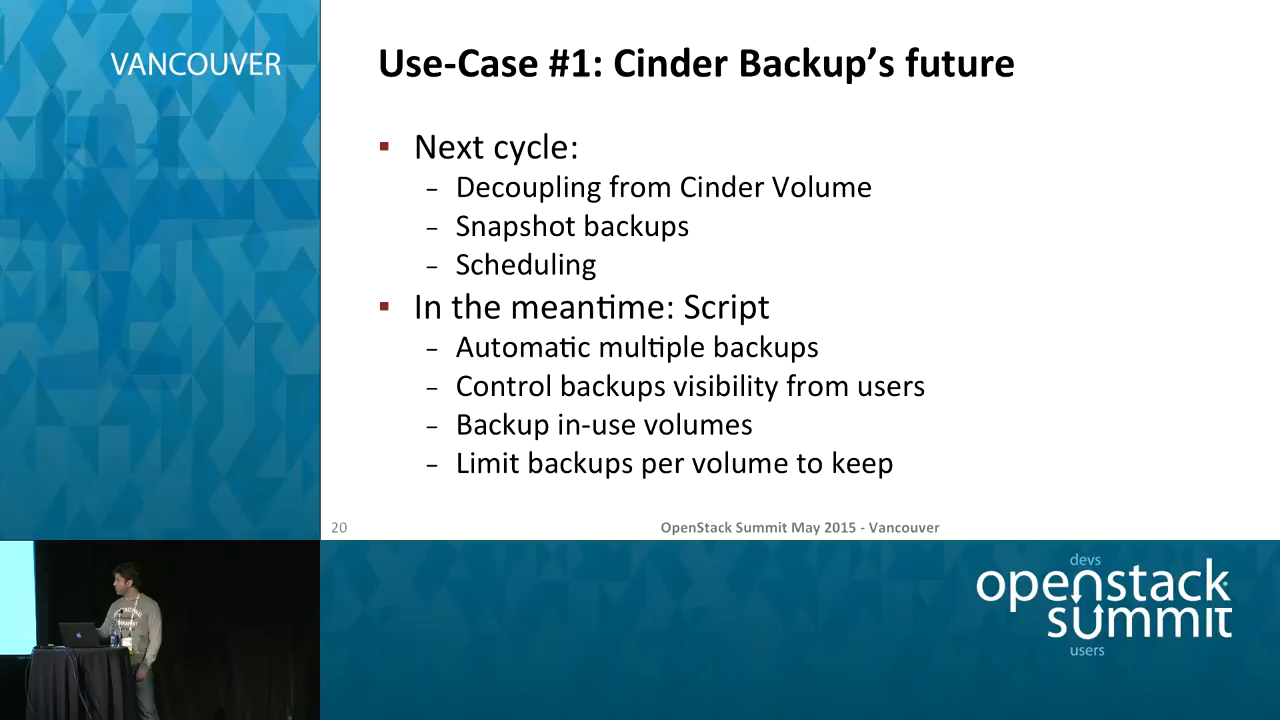 VANCOUVER
Use-Case #1: Cinder Backup's future
▪ Next cycle:
– Decoupling from Cinder Volume
– Snapshot backups
– Scheduling
▪ In the meantime: Script
– Automatic multiple backups
– Control backups visibility from users
– Backup in-use volumes
– Limit backups per volume to keep
20
OpenStack Summit May 2015 - Vancouver
devs
openstack
summit
users